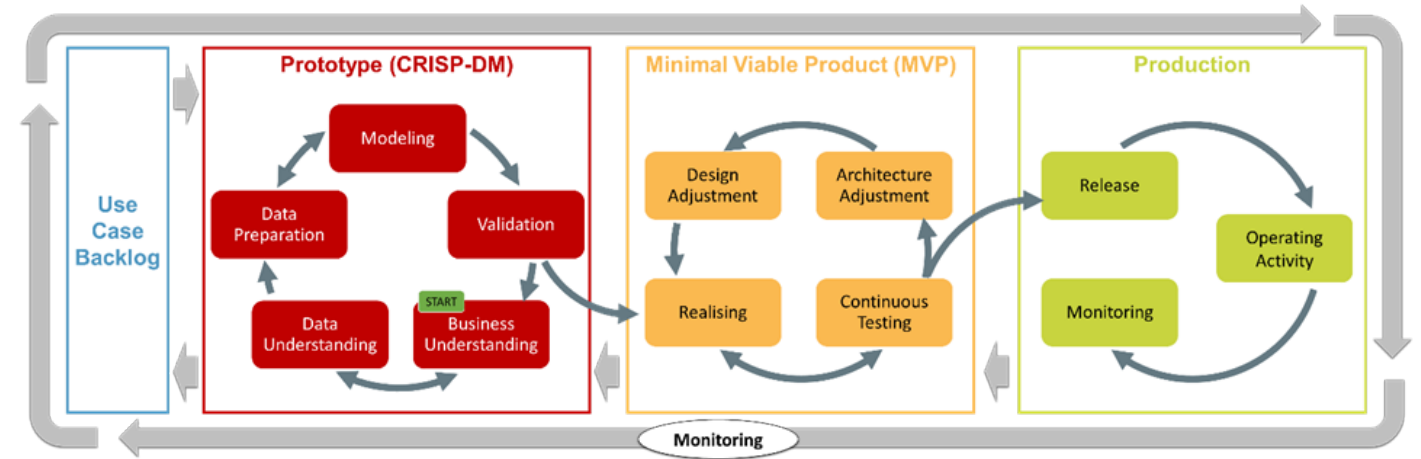 Use
Case
Backlog
Prototype (CRISP-DM)
Modeling
Data
Preparation
Validation
START
Data
Understanding
Business
Understanding
Minimal Viable Product (MVP)
Design
Adjustment
Architecture
Adjustment
Realising
Continuous
Testing
Production
Release
Operating
Activity
Monitoring
Monitoring